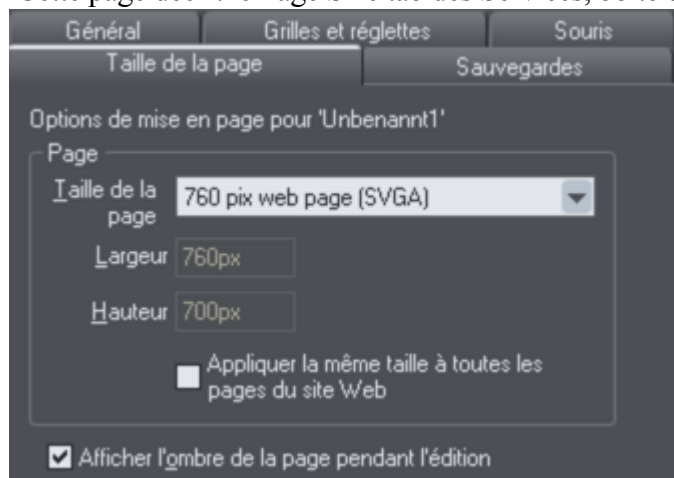 Général Grilles et réglettes Souris
Taille de la page Sauvegardes
Options de mise en page pour 'Unbenannt1'
Page
Taille de la page 760 pix web page (SVGA)
Largeur 760px
Hauteur 700px
Appliquer la même taille à toutes les
pages du site Web
Afficher l'ombre de la page pendant l'édition